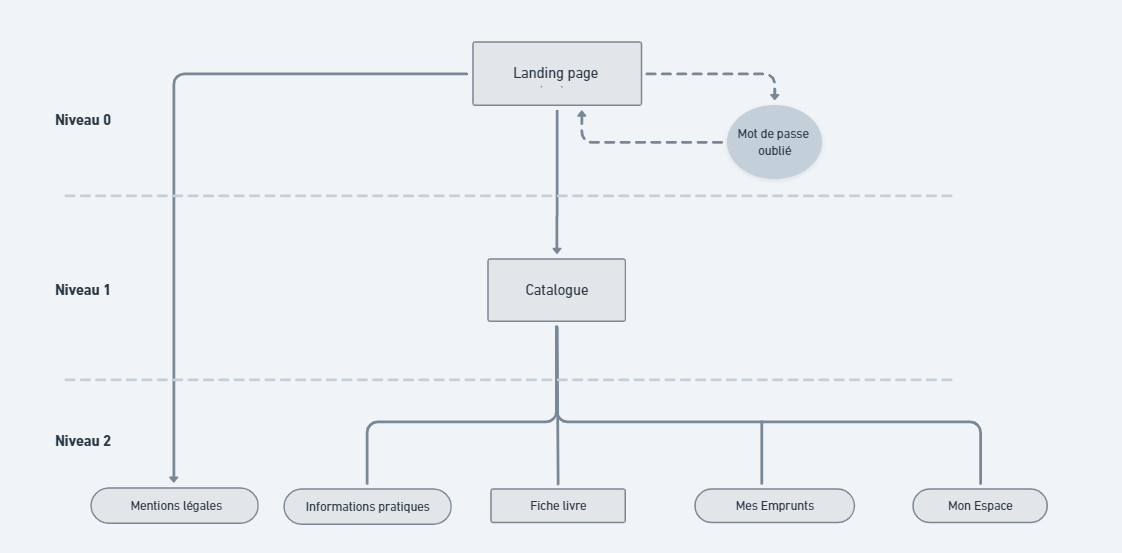 Landing page
Niveau 0
Mot de passe
oublié
Niveau 1
Catalogue
Niveau 2
Mentions légales
Informations pratiques
Fiche livre
Mes Emprunts
Mon Espace